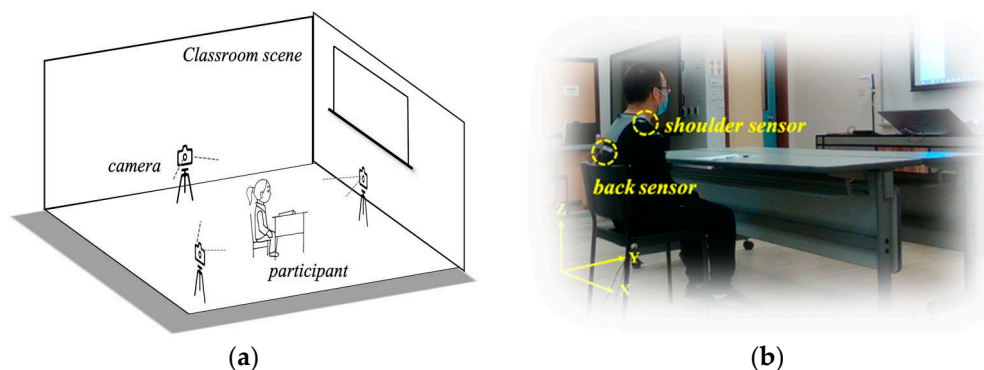 Classroom scene
camera
participant
(a)
shoulder sensor
back sensor
Z
Y
X
(b)